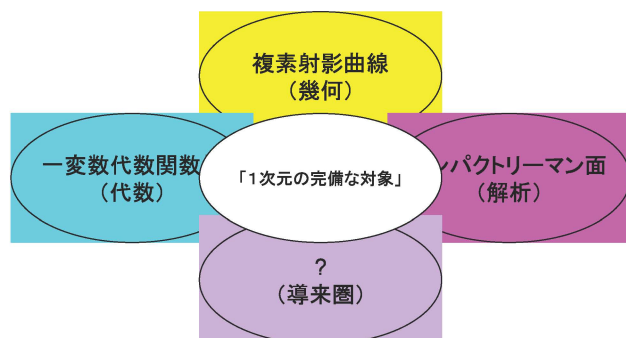 複素射影曲線
(幾何)
一変数代数関数
(代数)
「1次元の完備な対象」
ンパクトリーマン面
(解析)
?
(導来圏)